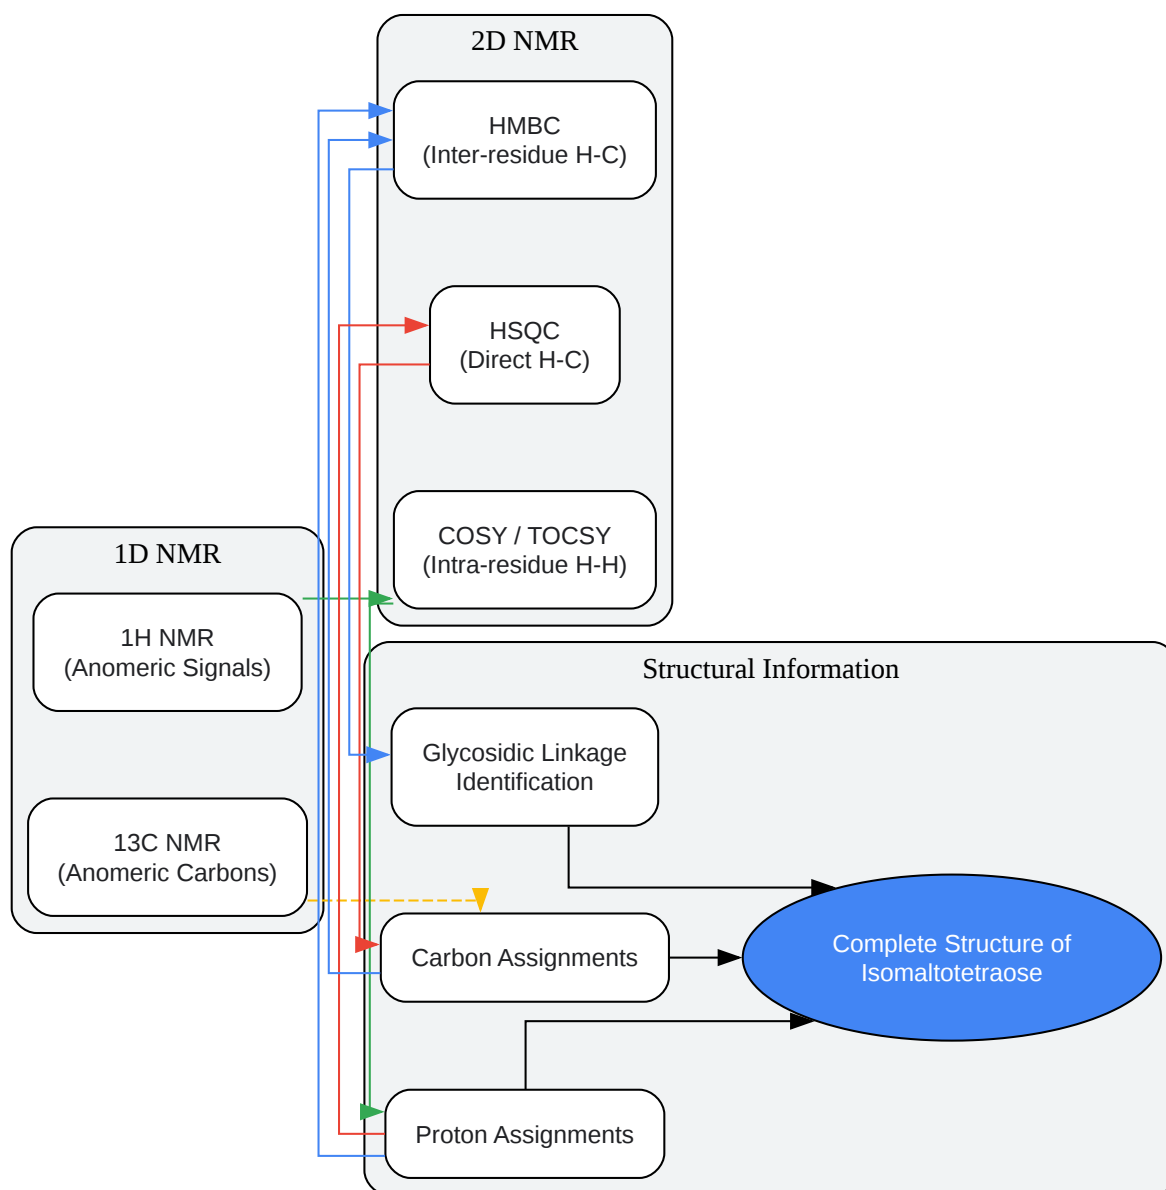 2D NMR
HMBC
(Inter-residue H-C)
HSQC
(Direct H-C)
COSY / TOCSY
(Intra-residue H-H)
1D NMR
1H NMR
(Anomeric Signals)
13C NMR
(Anomeric Carbons)
Structural Information
Glycosidic Linkage
Identification
Carbon Assignments
Proton Assignments
Complete Structure of
Isomaltotetraose